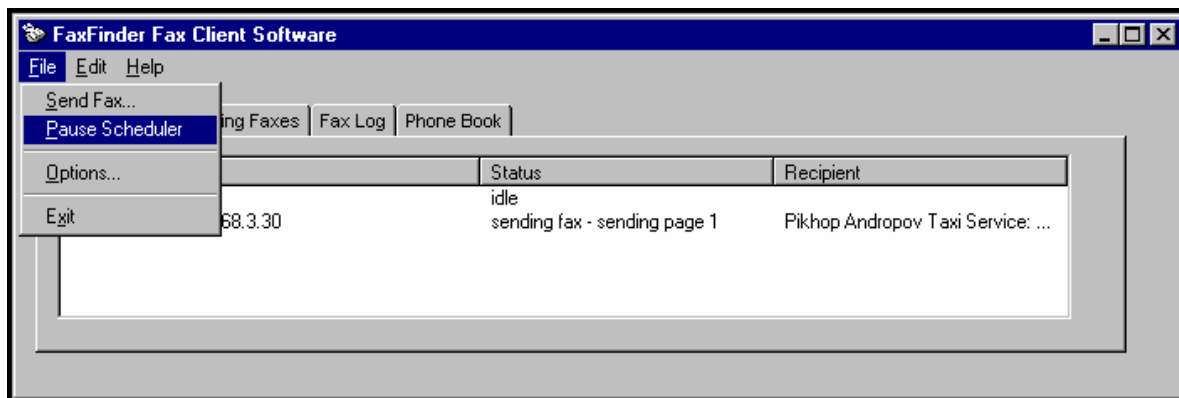 FaxFinder Fax Client Software
File Edit Help
Send Fax...
Pause Scheduler
Options...
Exit
ing Faxes Fax Log Phone Book
Status Recipient
idle
68.3.30 sending fax - sending page 1 Pikhop Andropov Taxi Service: ...